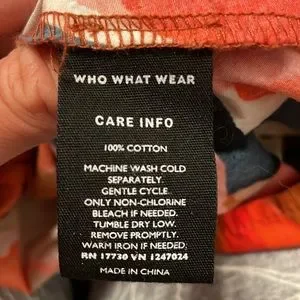 WHO WHAT WEAR
CARE INFO
100% COTTON
MACHINE WASH COLD
SEPARATELY.
GENTLE CYCLE.
ONLY NON-CHLORINE
BLEACH IF NEEDED.
TUMBLE DRY LOW.
REMOVE PROMPTLY.
WARM IRON IF NEEDED.
RN 17730 VN 1247024
MADE IN CHINA